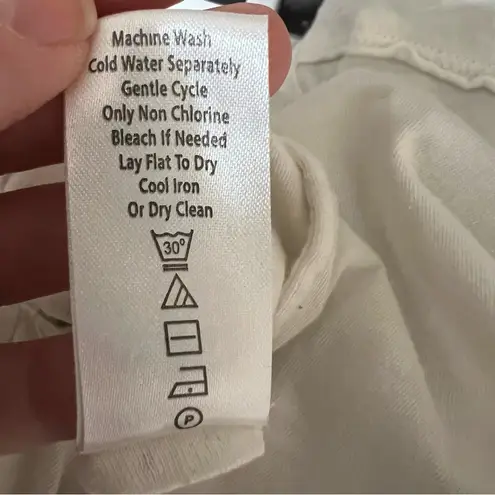 Machine Wash
Cold Water Separately
Gentle Cycle
Only Non Chlorine
Bleach If Needed
Lay Flat To Dry
Cool Iron
Or Dry Clean
30°
P